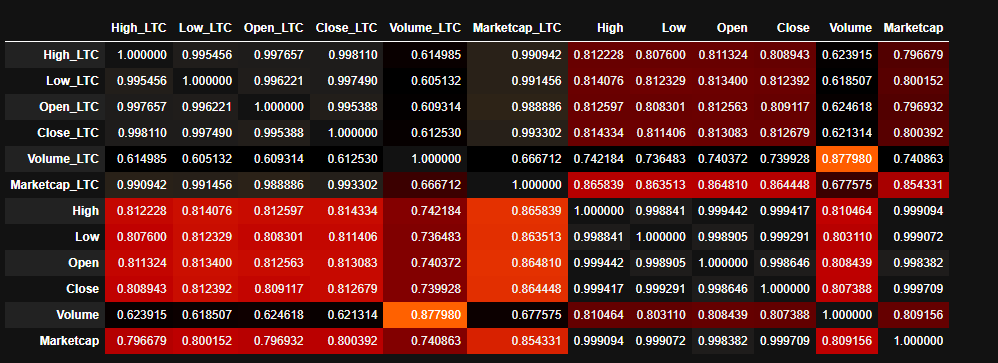 High_LTC Low_LTC Open_LTC Close_LTC Volume_LTC Marketcap_LTC High Low Open Close Volume Marketcap
High_LTC 1.000000 0.995456 0.997657 0.998110 0.614985 0.990942 0.812228 0.807600 0.811324 0.808943 0.623915 0.796679
Low_LTC 0.995456 1.000000 0.996221 0.997490 0.605132 0.991456 0.814076 0.812329 0.813400 0.812392 0.618507 0.800152
Open_LTC 0.997657 0.996221 1.000000 0.995388 0.609314 0.988886 0.812597 0.808301 0.812563 0.809117 0.624618 0.796932
Close_LTC 0.998110 0.997490 0.995388 1.000000 0.612530 0.993302 0.814334 0.811406 0.813083 0.812679 0.621314 0.800392
Volume_LTC 0.614985 0.605132 0.609314 0.612530 1.000000 0.666712 0.742184 0.736483 0.740372 0.739928 0.877980 0.740863
Marketcap_LTC 0.990942 0.991456 0.988886 0.993302 0.666712 1.000000 0.865839 0.863513 0.864810 0.864448 0.677575 0.854331
High 0.812228 0.814076 0.812597 0.814334 0.742184 0.865839 1.000000 0.998841 0.999442 0.999417 0.810464 0.999094
Low 0.807600 0.812329 0.808301 0.811406 0.736483 0.863513 0.998841 1.000000 0.998905 0.999291 0.803110 0.999072
Open 0.811324 0.813400 0.812563 0.813083 0.740372 0.864810 0.999442 0.998905 1.000000 0.998646 0.808439 0.998382
Close 0.808943 0.812392 0.809117 0.812679 0.739928 0.864448 0.999417 0.999291 0.998646 1.000000 0.807388 0.999709
Volume 0.623915 0.618507 0.624618 0.621314 0.877980 0.677575 0.810464 0.803110 0.808439 0.807388 1.000000 0.809156
Marketcap 0.796679 0.800152 0.796932 0.800392 0.740863 0.854331 0.999094 0.999072 0.998382 0.999709 0.809156 1.000000